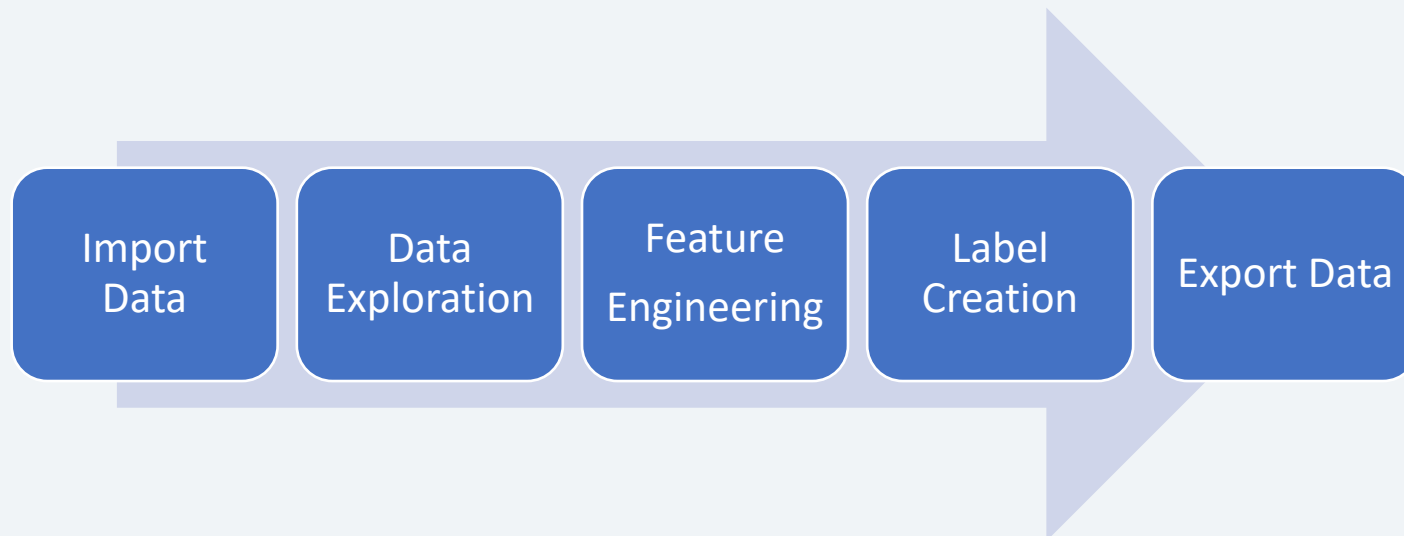 Import
Data
Data
Exploration
Feature
Engineering
Label
Creation
Export Data